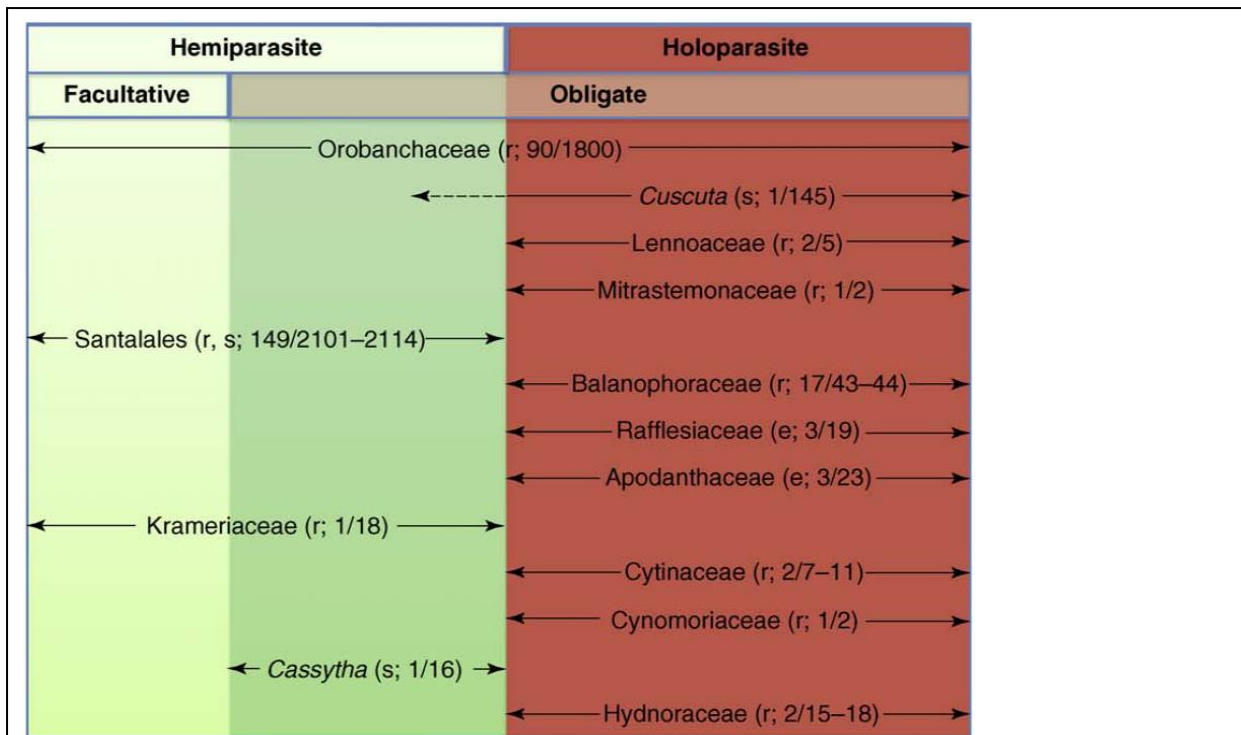 Hemiparasite Holoparasite
Facultative Obligate
Orobanchaceae (r; 90/1800)
Cuscuta (s; 1/145)
Lennoaceae (r; 2/5)
Mitrastemonaceae (r; 1/2)
Santalales (r, s; 149/2101–2114)
Balanophoraceae (r; 17/43–44)
Rafflesiaceae (e; 3/19)
Apodanthaceae (e; 3/23)
Krameriaceae (r; 1/18)
Cytinaceae (r; 2/7–11)
Cynomoriaceae (r; 1/2)
Cassytha (s; 1/16)
Hydnoraceae (r; 2/15–18)